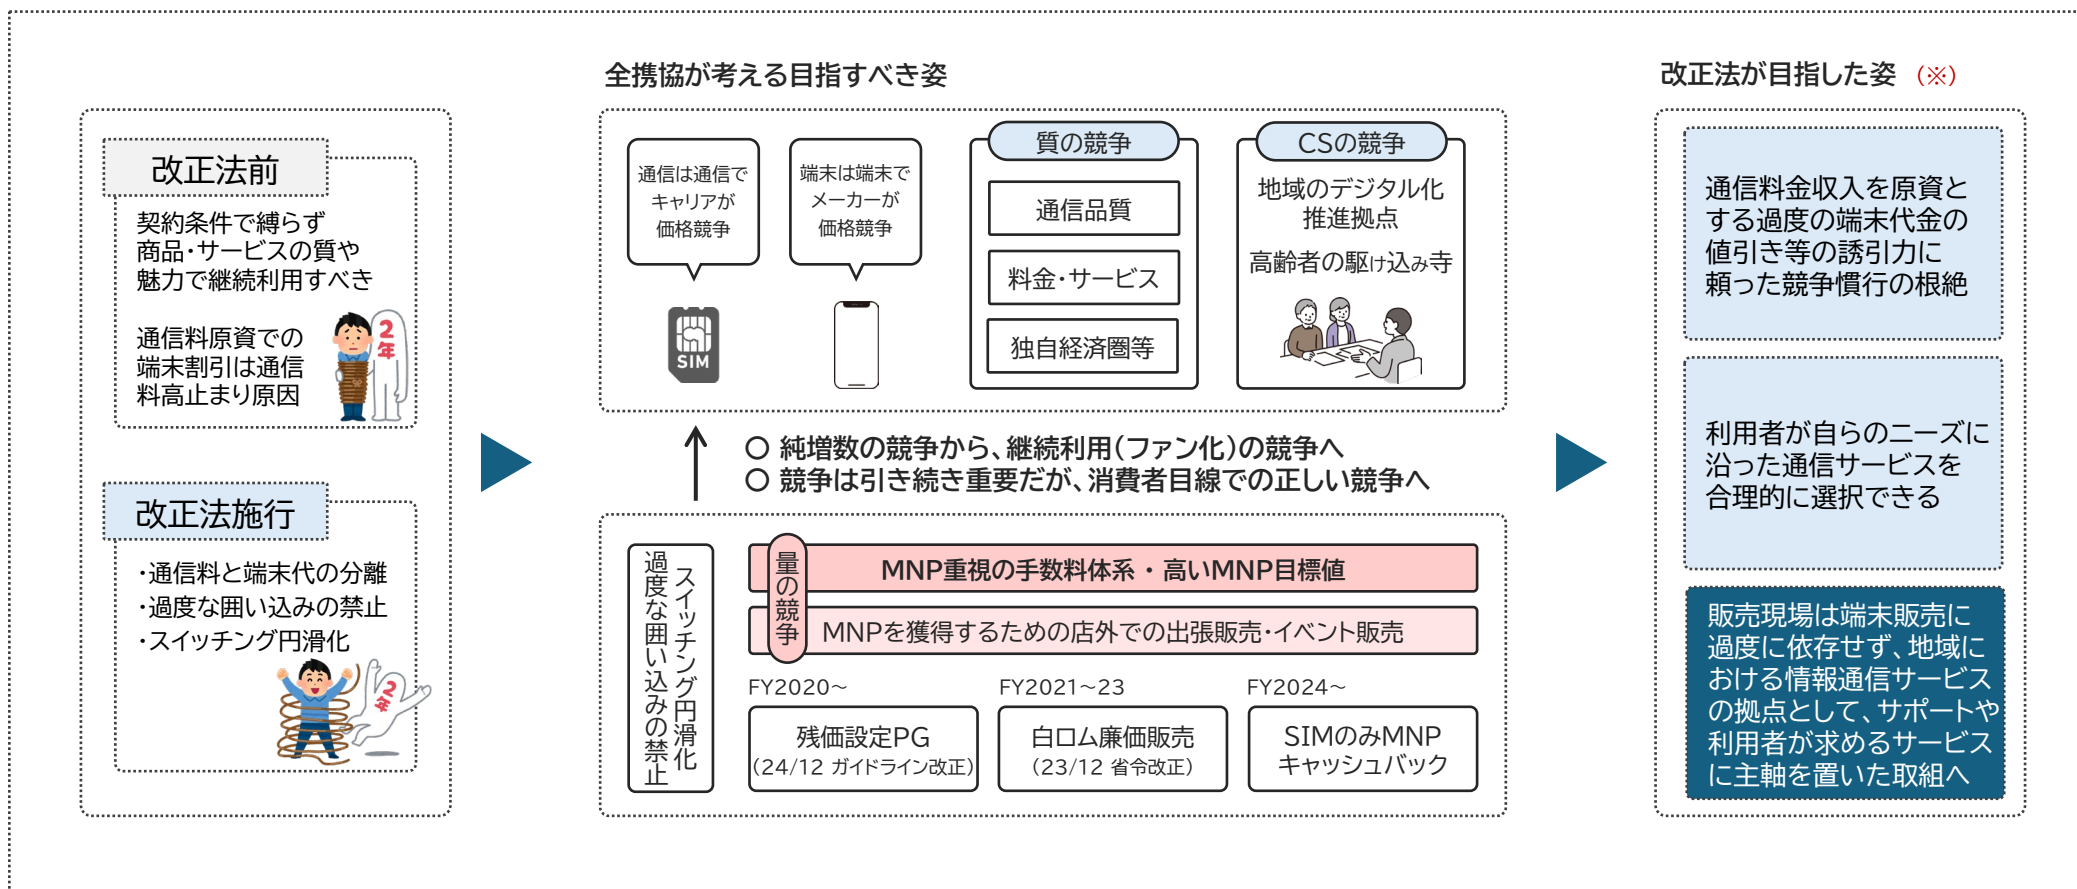 改正法前
契約条件で縛らず
商品・サービスの質や
魅力で継続利用すべき
通信料原資での
端末割引は通信
料高止まり原因
2年
改正法施行
・通信料と端末代の分離
・過度な囲い込みの禁止
・スイッチング円滑化
2年
全携協が考える目指すべき姿
通信は通信で
キャリアが
価格競争
SIM
端末は端末で
メーカーが
価格競争
質の競争
通信品質
料金・サービス
独自経済圏等
CSの競争
地域のデジタル化
推進拠点
高齢者の駆け込み寺
○ 純増数の競争から、継続利用(ファン化)の競争へ
○ 競争は引き続き重要だが、消費者目線での正しい競争へ
スイッチング円滑化
過度な囲い込みの禁止
量の競争
MNP重視の手数料体系・高いMNP目標値
MNPを獲得するための店外での出張販売・イベント販売
FY2020~
残価設定PG
(24/12 ガイドライン改正)
FY2021~23
白ロム廉価販売
(23/12 省令改正)
FY2024~
SIMのみMNP
キャッシュバック
改正法が目指した姿 (※)
通信料金収入を原資と
する過度の端末代金の
値引き等の誘引力に
頼った競争慣行の根絶
利用者が自らのニーズに
沿った通信サービスを
合理的に選択できる
販売現場は端末販売に
過度に依存せず、地域に
おける情報通信サービス
の拠点として、サポートや
利用者が求めるサービス
に主軸を置いた取組へ